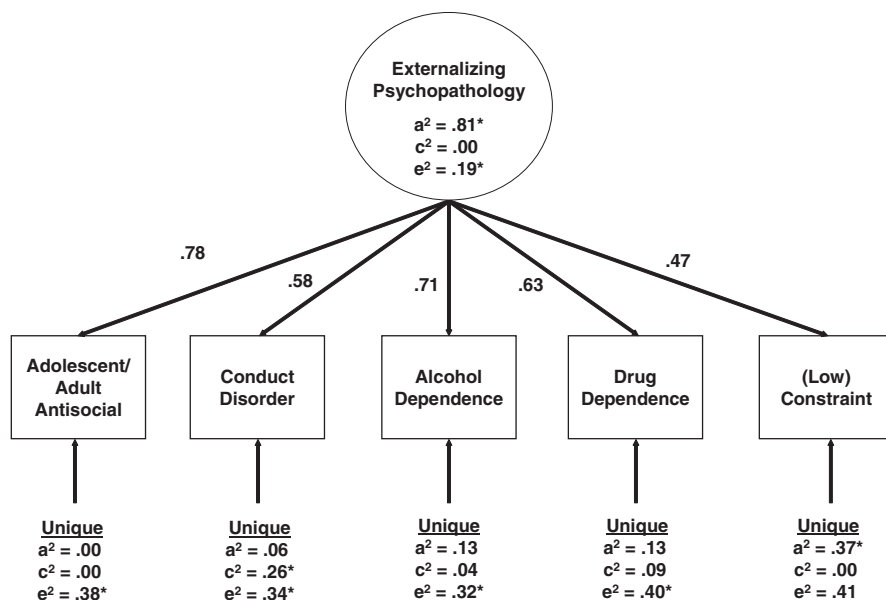 Externalizing
Psychopathology
a² = .81*
c² = .00
e² = .19*
.78
.58
.71
.63
.47
Adolescent/
Adult
Antisocial
Conduct
Disorder
Alcohol
Dependence
Drug
Dependence
(Low)
Constraint
Unique
a² = .00
c² = .00
e² = .38*
Unique
a² = .06
c² = .26*
e² = .34*
Unique
a² = .13
c² = .04
e² = .32*
Unique
a² = .13
c² = .09
e² = .40*
Unique
a² = .37*
c² = .00
e² = .41